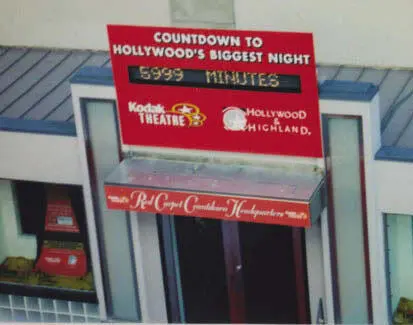 COUNTDOWN TO
HOLLYWOOD'S BIGGEST NIGHT
5999 MINUTES
Kodak
THEATRE
HOLLYWOOD
&
HIGHLAND
Red Carpet Countdown Headquarters